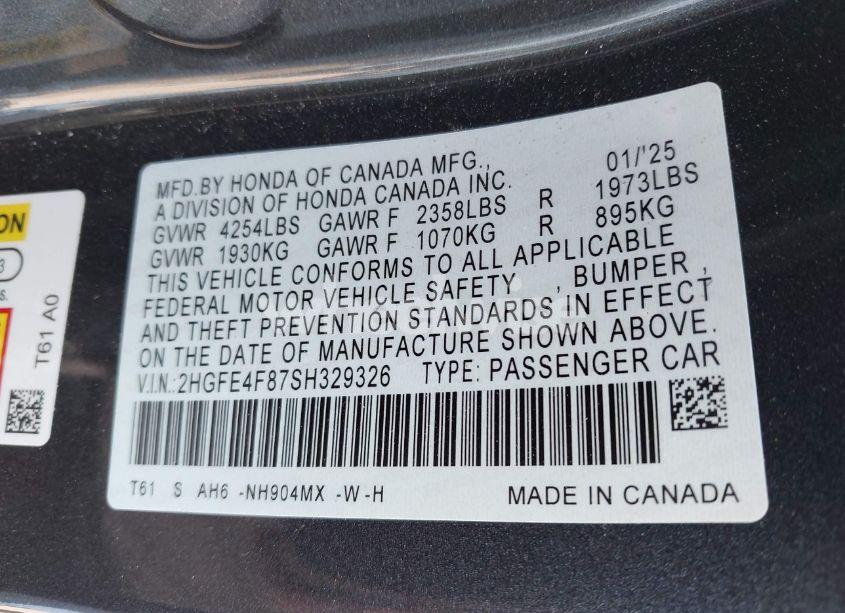 MFD.BY HONDA OF CANADA MFG., 01/'25
A DIVISION OF HONDA CANADA INC.
GVWR 4254LBS GAWR F 2358LBS R 1973LBS
GVWR 1930KG GAWR F 1070KG R 895KG
THIS VEHICLE CONFORMS TO ALL APPLICABLE
FEDERAL MOTOR VEHICLE SAFETY , BUMPER ,
AND THEFT PREVENTION STANDARDS IN EFFECT
ON THE DATE OF MANUFACTURE SHOWN ABOVE.
V.I.N.:2HGFE4F87SH329326 TYPE: PASSENGER CAR
T61 S AH6 -NH904MX -W-H MADE IN CANADA
T61 A0